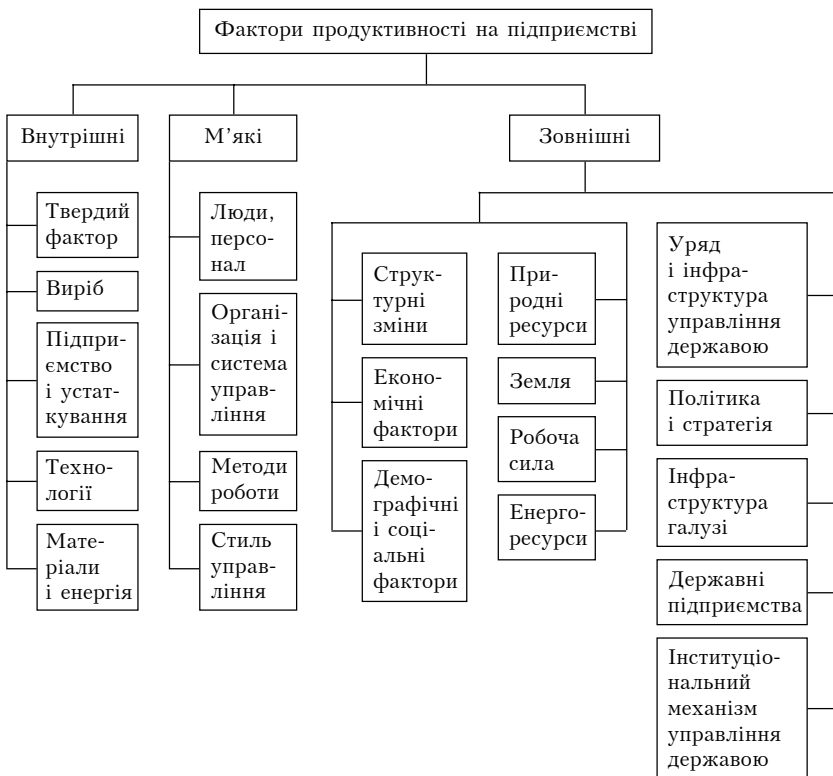 Фактори продуктивності на підприємстві
Внутрішні
Твердий
фактор
Виріб
Підпри-
ємство
і устат-
кування
Техно-
логії
Мате-
ріали
і енергія
М’які
Люди,
персо-
нал
Органі-
зація і
система
управ-
ління
Методи
роботи
Стиль
управ-
ління
Зовнішні
Струк-
турні
зміни
Еконо-
мічні
фактори
Демо-
графічні
і соці-
альні
фактори
При-
родні
ресурси
Земля
Робоча
сила
Енерго-
ресурси
Уряд
і інфра-
структура
управління
державою
Політика
і стратегія
Інфра-
структура
галузі
Державні
підприємства
Інституціо-
нальний
механізм
управління
державою